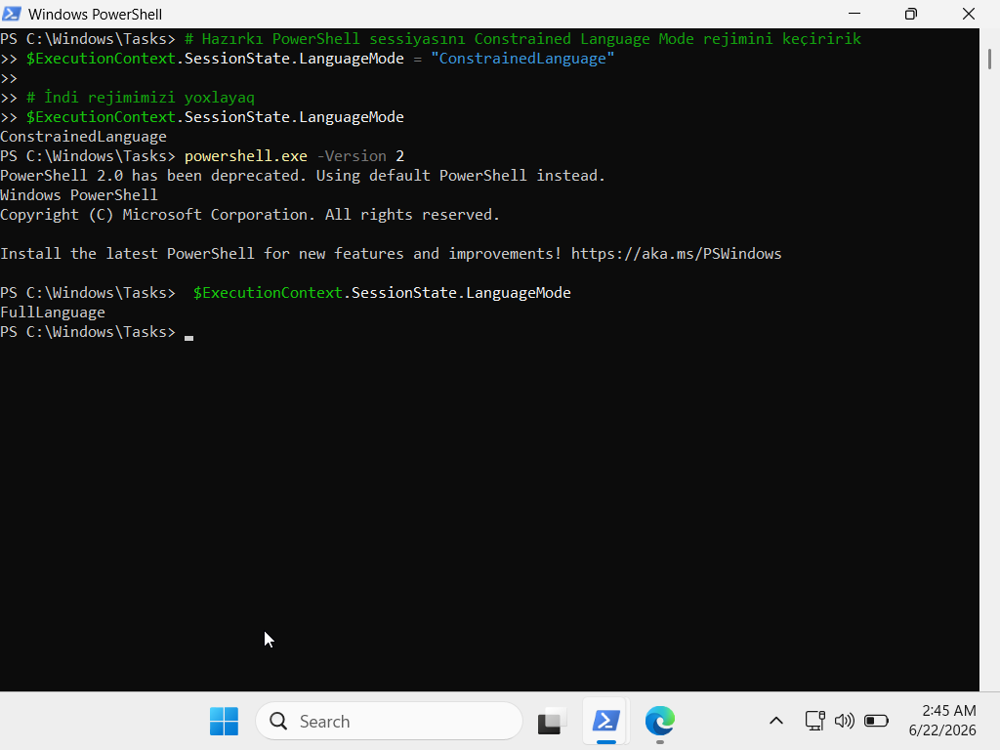 Windows PowerShell
PS C:\Windows\Tasks> # Hazırkı PowerShell sessiyasını Constrained Language Mode rejimini keçiririk
>> $ExecutionContext.SessionState.LanguageMode = "ConstrainedLanguage"
>>
>> # İndi rejimimizi yoxlayaq
>> $ExecutionContext.SessionState.LanguageMode
ConstrainedLanguage
PS C:\Windows\Tasks> powershell.exe -Version 2
PowerShell 2.0 has been deprecated. Using default PowerShell instead.
Windows PowerShell
Copyright (C) Microsoft Corporation. All rights reserved.
Install the latest PowerShell for new features and improvements! https://aka.ms/PSWindows
PS C:\Windows\Tasks>  $ExecutionContext.SessionState.LanguageMode
FullLanguage
PS C:\Windows\Tasks>
Search
2:45 AM
6/22/2026